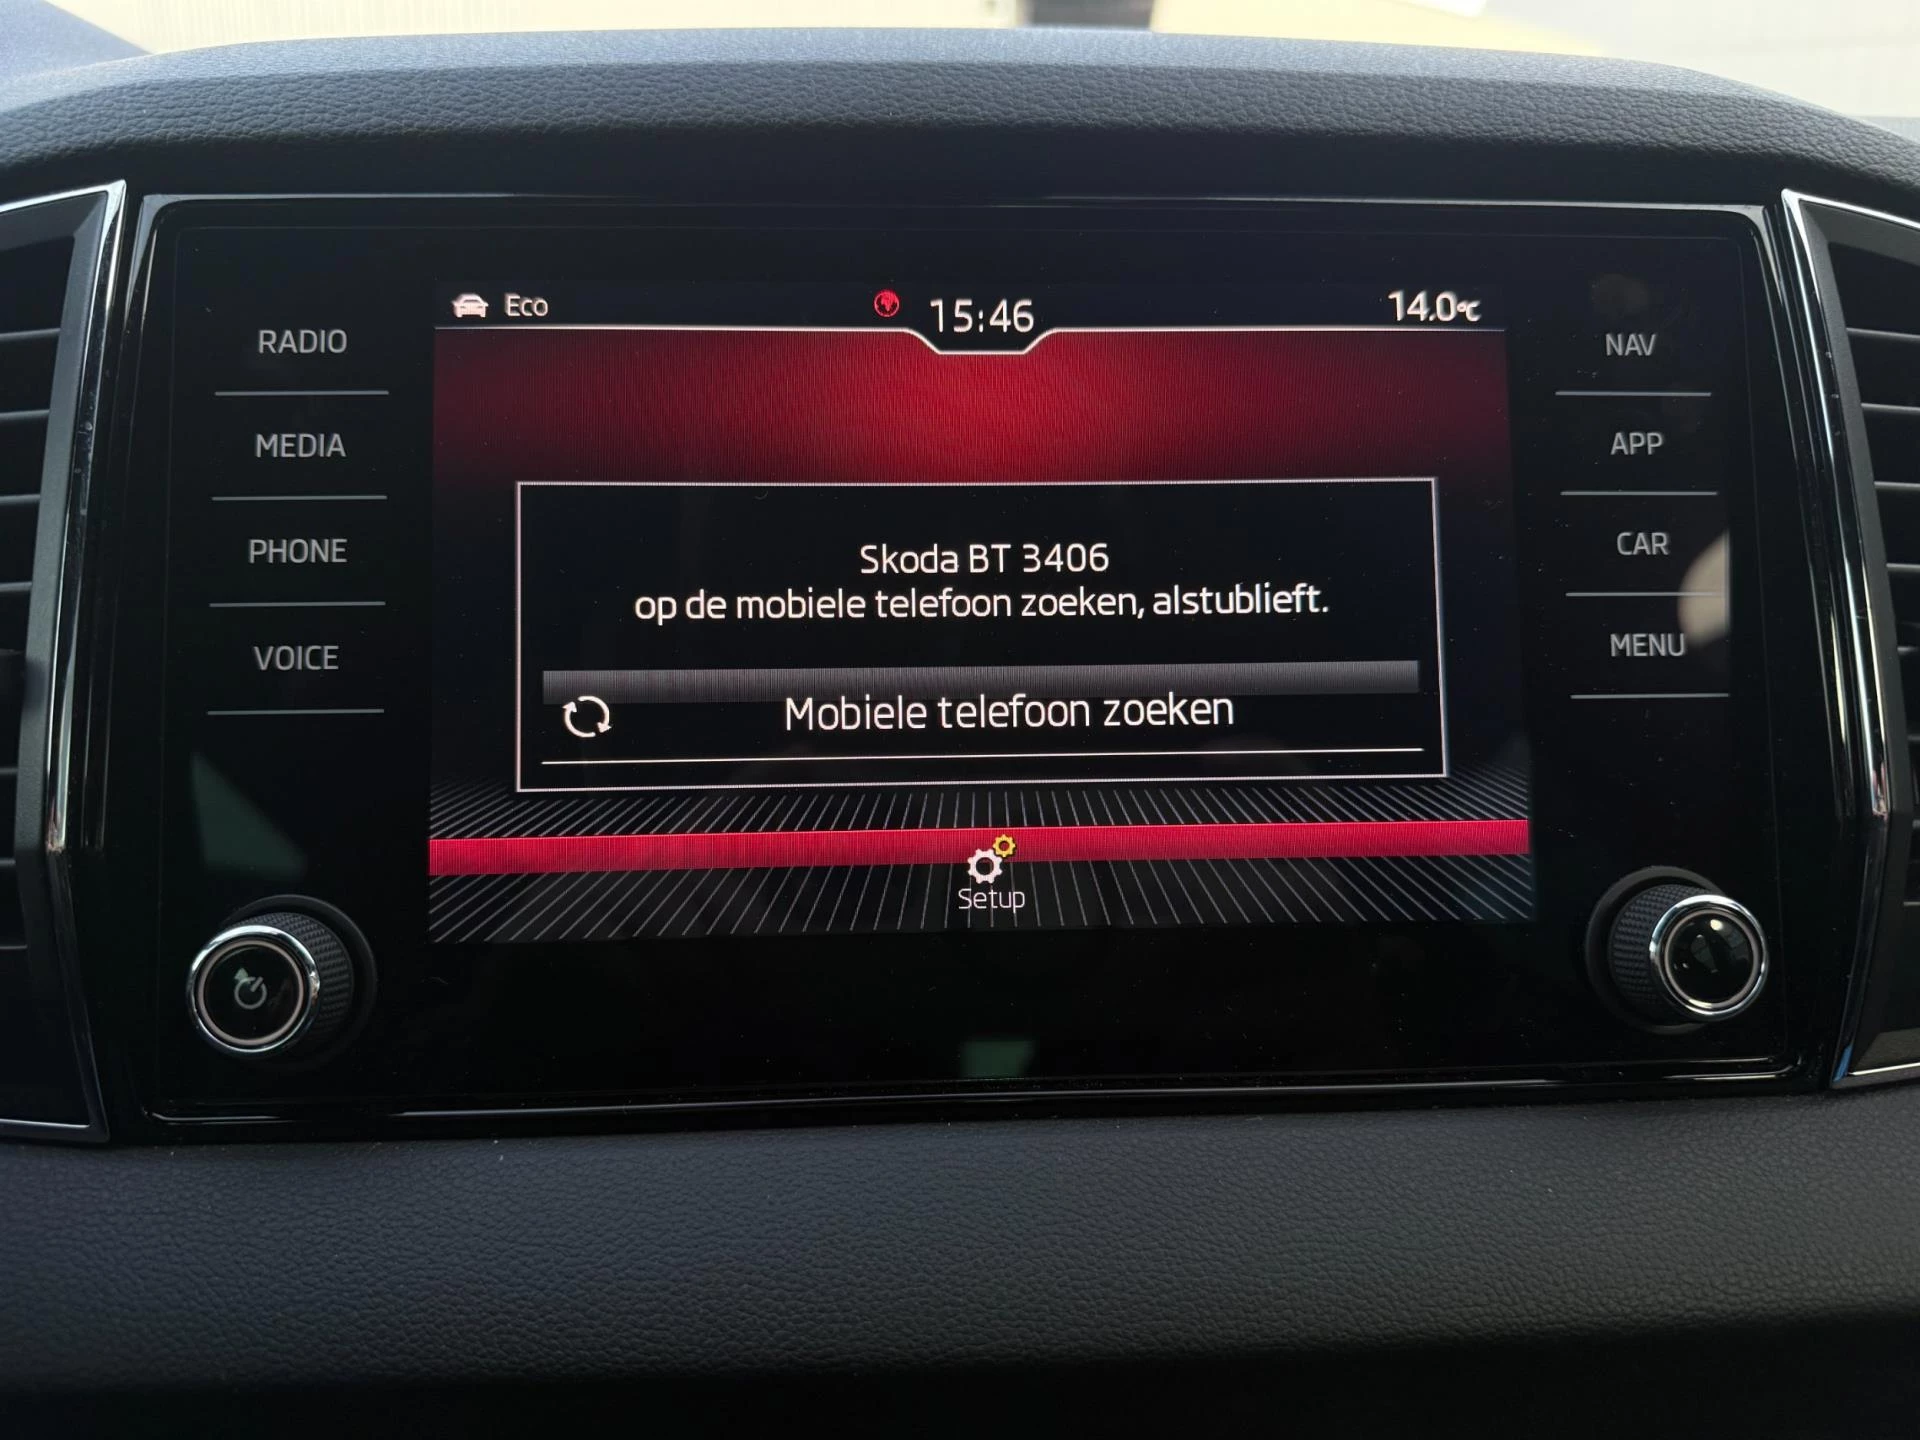 Eco
15:46
14.0°C
RADIO
MEDIA
PHONE
VOICE
NAV
APP
CAR
MENU
Skoda BT 3406
op de mobiele telefoon zoeken, alstublieft.
Mobiele telefoon zoeken
Setup